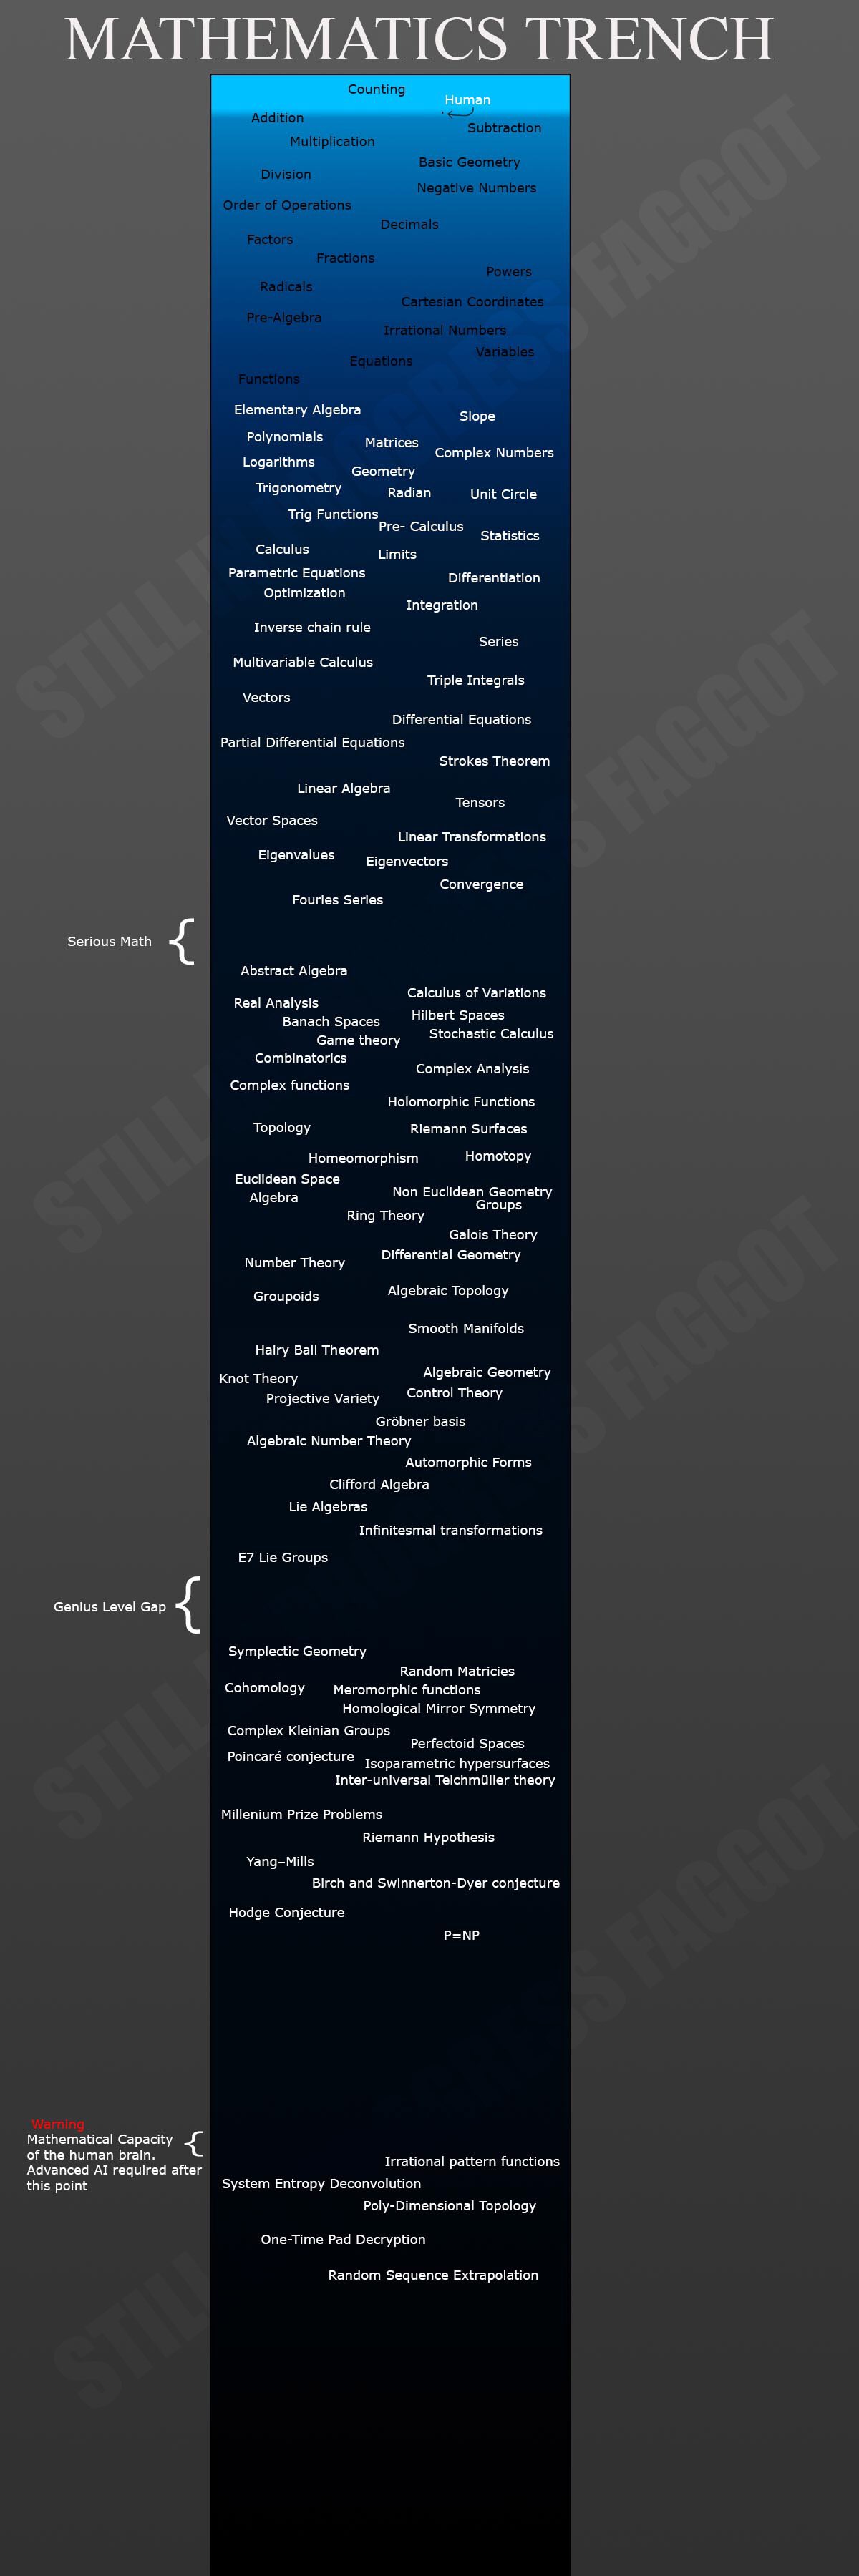 MATHEMATICS TRENCH
Counting
Human
Addition
Subtraction
Multiplication
Basic Geometry
Division
Negative Numbers
Order of Operations
Decimals
Factors
Fractions
Powers
Radicals
Cartesian Coordinates
Pre-Algebra
Irrational Numbers
Variables
Equations
Functions
Elementary Algebra
Slope
Polynomials
Matrices
Complex Numbers
Logarithms
Geometry
Trigonometry
Radian
Unit Circle
Trig Functions
Pre- Calculus
Statistics
Calculus
Limits
Parametric Equations
Differentiation
Optimization
Integration
Inverse chain rule
Series
Multivariable Calculus
Triple Integrals
Vectors
Differential Equations
Partial Differential Equations
Strokes Theorem
Linear Algebra
Tensors
Vector Spaces
Linear Transformations
Eigenvalues
Eigenvectors
Convergence
Fouries Series
Serious Math {
Abstract Algebra
Calculus of Variations
Real Analysis
Hilbert Spaces
Banach Spaces
Stochastic Calculus
Game theory
Combinatorics
Complex Analysis
Complex functions
Holomorphic Functions
Topology
Riemann Surfaces
Homeomorphism
Homotopy
Euclidean Space
Non Euclidean Geometry
Algebra
Groups
Ring Theory
Galois Theory
Differential Geometry
Number Theory
Algebraic Topology
Groupoids
Smooth Manifolds
Hairy Ball Theorem
Algebraic Geometry
Knot Theory
Control Theory
Projective Variety
Gröbner basis
Algebraic Number Theory
Automorphic Forms
Clifford Algebra
Lie Algebras
Infinitesmal transformations
E7 Lie Groups
Genius Level Gap {
Symplectic Geometry
Random Matricies
Cohomology
Meromorphic functions
Homological Mirror Symmetry
Complex Kleinian Groups
Perfectoid Spaces
Poincaré conjecture
Isoparametric hypersurfaces
Inter-universal Teichmüller theory
Millenium Prize Problems
Riemann Hypothesis
Yang–Mills
Birch and Swinnerton-Dyer conjecture
Hodge Conjecture
P=NP
Warning
Mathematical Capacity {
of the human brain.
Advanced AI required after
this point
Irrational pattern functions
System Entropy Deconvolution
Poly-Dimensional Topology
One-Time Pad Decryption
Random Sequence Extrapolation
STILL IN PROGRESS FAGGOT
STILL IN PROGRESS FAGGOT
STILL IN PROGRESS FAGGOT
STILL IN PROGRESS FAGGOT